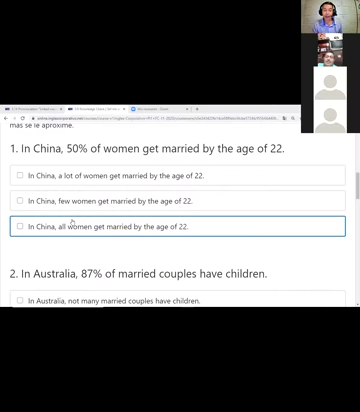 mas se le aproxime.
1. In China, 50% of women get married by the age of 22.
In China, a lot of women get married by the age of 22.
In China, few women get married by the age of 22.
In China, all women get married by the age of 22.
2. In Australia, 87% of married couples have children.
In Australia, not many married couples have children.